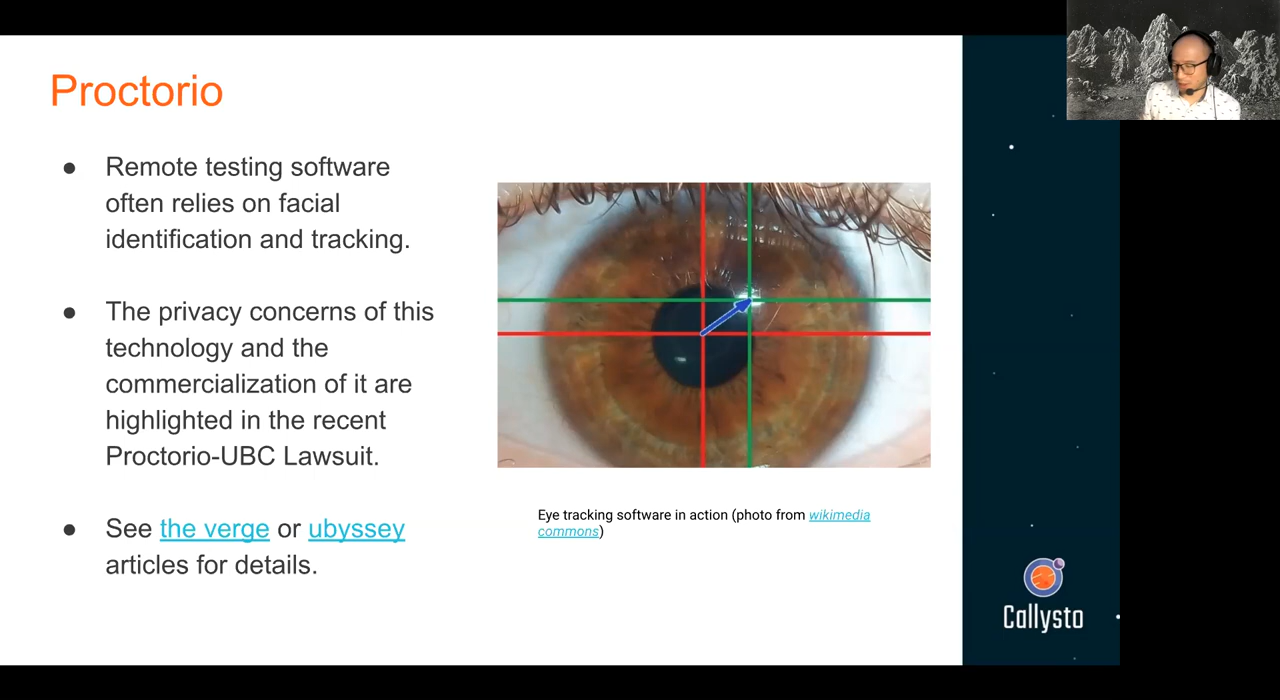 Proctorio
● Remote testing software
often relies on facial
identification and tracking.
● The privacy concerns of this
technology and the
commercialization of it are
highlighted in the recent
Proctorio-UBC Lawsuit.
● See the verge or ubyssey
articles for details.
Eye tracking software in action (photo from wikimedia
commons)
Callysto